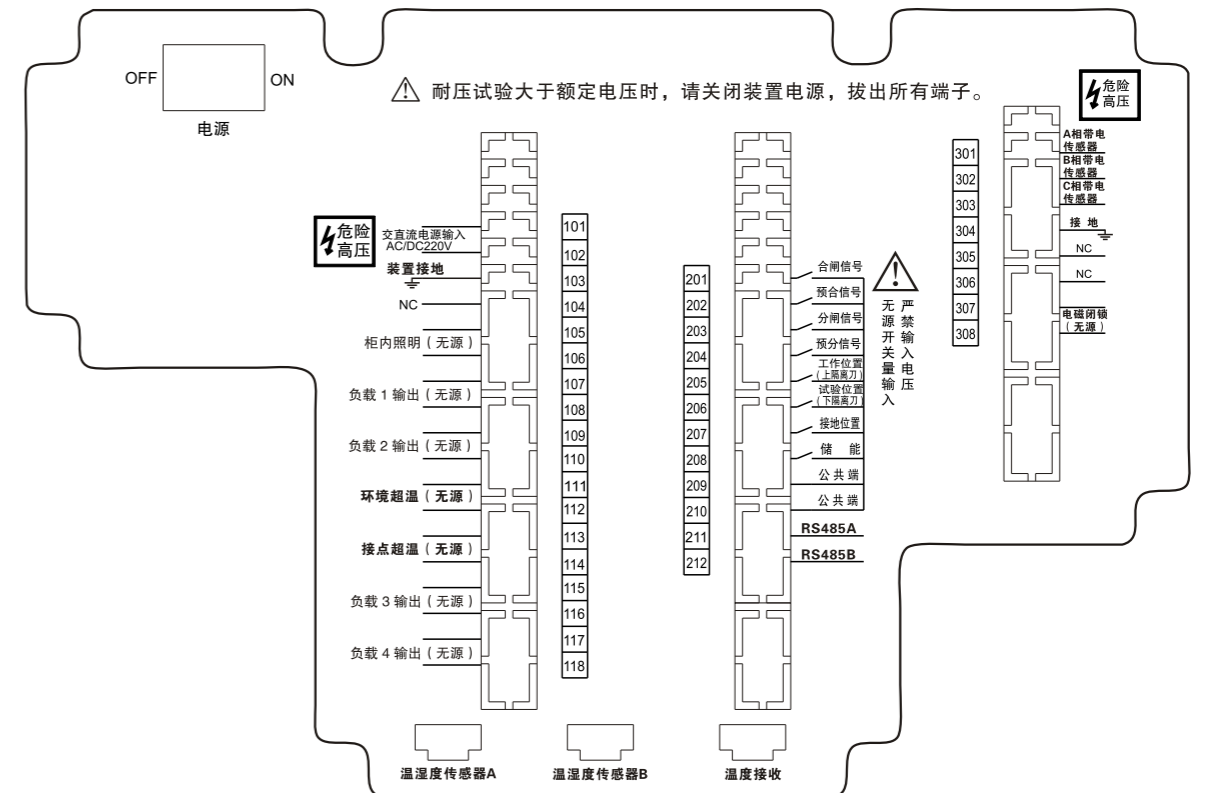 OFF
ON
电源
耐压试验大于额定电压时，请关闭装置电源，拔出所有端子。
危险
高压
危险
高压
交直流电源输入
AC/DC220V
装置接地
NC
柜内照明（无源）
负载 1 输出（无源）
负载 2 输出（无源）
环境超温（无源）
接点超温（无源）
负载 3 输出（无源）
负载 4 输出（无源）
101
102
103
104
105
106
107
108
109
110
111
112
113
114
115
116
117
118
201
202
203
204
205
206
207
208
209
210
211
212
合闸信号
预合信号
分闸信号
预分信号
工作位置
（上隔离刀）
试验位置
（下隔离刀）
接地位置
储 能
公共端
公共端
RS485A
RS485B
严禁输入电压
无源开关量输入
301
302
303
304
305
306
307
308
A相带电
传感器
B相带电
传感器
C相带电
传感器
接 地
NC
NC
电磁闭锁
（无源）
温湿度传感器A
温湿度传感器B
温度接收